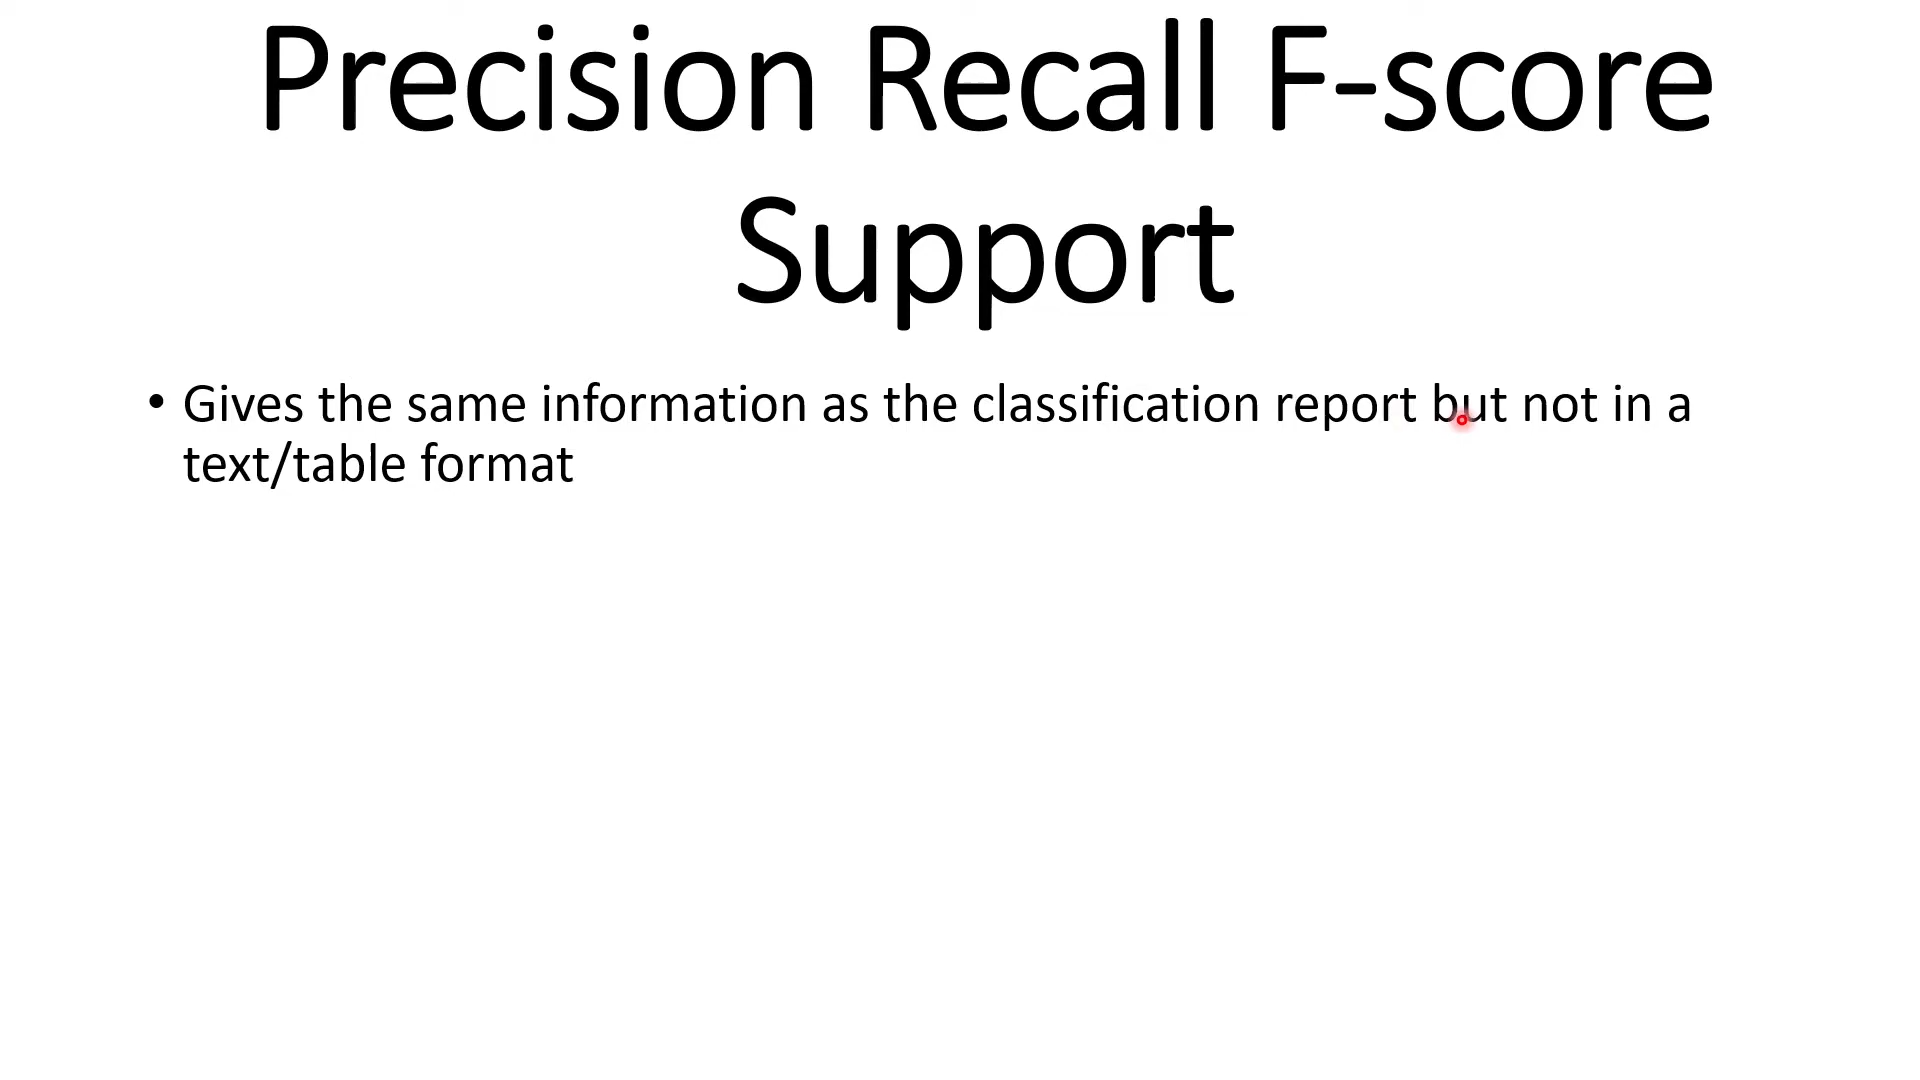 Precision Recall F-score
Support
• Gives the same information as the classification report but not in a
text/table format